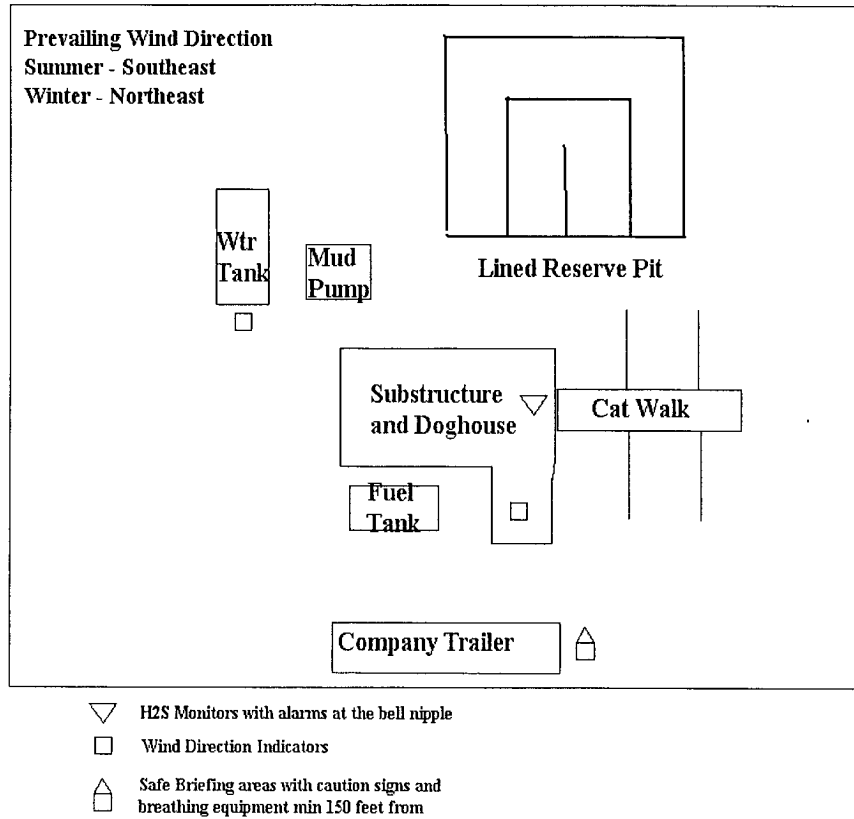 Prevailing Wind Direction
Summer - Southeast
Winter - Northeast
Wtr
Tank
Mud
Pump
Lined Reserve Pit
Substructure
and Doghouse
Cat Walk
Fuel
Tank
Company Trailer
H2S Monitors with alarms at the bell nipple
Wind Direction Indicators
Safe Briefing areas with caution signs and
breathing equipment min 150 feet from